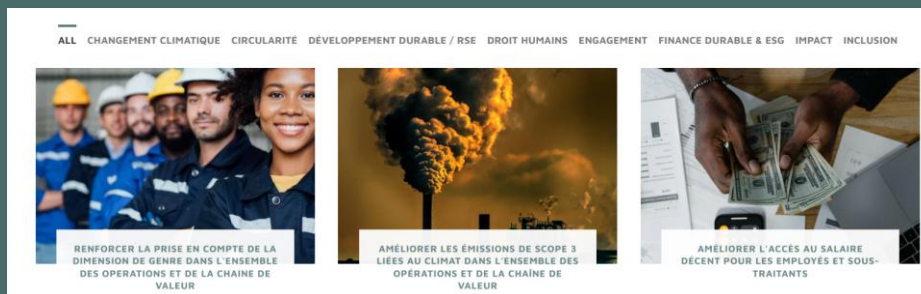 ALL CHANGEMENT CLIMATIQUE CIRCULARITÉ DÉVELOPPEMENT DURABLE / RSE DROIT HUMAINS ENGAGEMENT FINANCE DURABLE & ESG IMPACT INCLUSION
RENFORCER LA PRISE EN COMPTE DE LA
DIMENSION DE GENRE DANS L'ENSEMBLE
DES OPERATIONS ET DE LA CHAINE DE
VALEUR
AMÉLIORER LES ÉMISSIONS DE SCOPE 3
LIÉES AU CLIMAT DANS L'ENSEMBLE DES
OPÉRATIONS ET DE LA CHAÎNE DE
VALEUR
AMÉLIORER L'ACCÈS AU SALAIRE
DÉCENT POUR LES EMPLOYÉS ET SOUS-
TRAITANTS